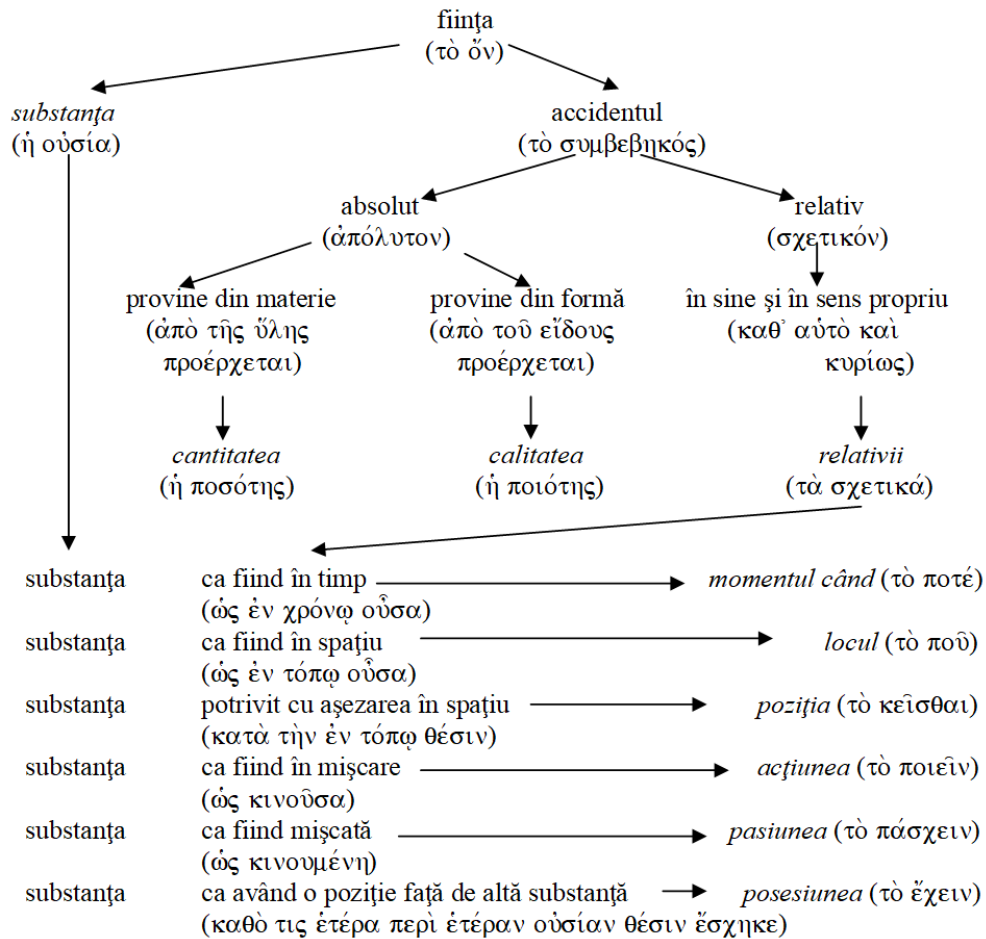 fiinţa
(τὸ ὄν)
substanţa accidentul
(ἡ οὐσία) (τὸ συμβεβηκός)
absolut relativ
(ἀπόλυτον) (σχετικόν)
provine din materie provine din formă în sine şi în sens propriu
(ἀπὸ τῆς ὕλης (ἀπὸ τοῦ εἴδους (καθ’ αὑτὸ καὶ
προέρχεται) προέρχεται) κυρίως)
cantitatea calitatea relativii
(ἡ ποσότης) (ἡ ποιότης) (τὰ σχετικά)
substanţa ca fiind în timp momentul când (τὸ ποτέ)
(ὡς ἐν χρόνῳ οὖσα)
substanţa ca fiind în spaţiu locul (τὸ ποῦ)
(ὡς ἐν τόπῳ οὖσα)
substanţa potrivit cu aşezarea în spaţiu poziţia (τὸ κεῖσθαι)
(κατὰ τὴν ἐν τόπῳ θέσιν)
substanţa ca fiind în mişcare acţiunea (τὸ ποιεῖν)
(ὡς κινοῦσα)
substanţa ca fiind mişcată pasiunea (τὸ πάσχειν)
(ὡς κινουμένη)
substanţa ca având o poziţie faţă de altă substanţă posesiunea (τὸ ἔχειν)
(καθὸ τις ἑτέρα περὶ ἑτέραν οὐσίαν θέσιν ἔσχηκε)